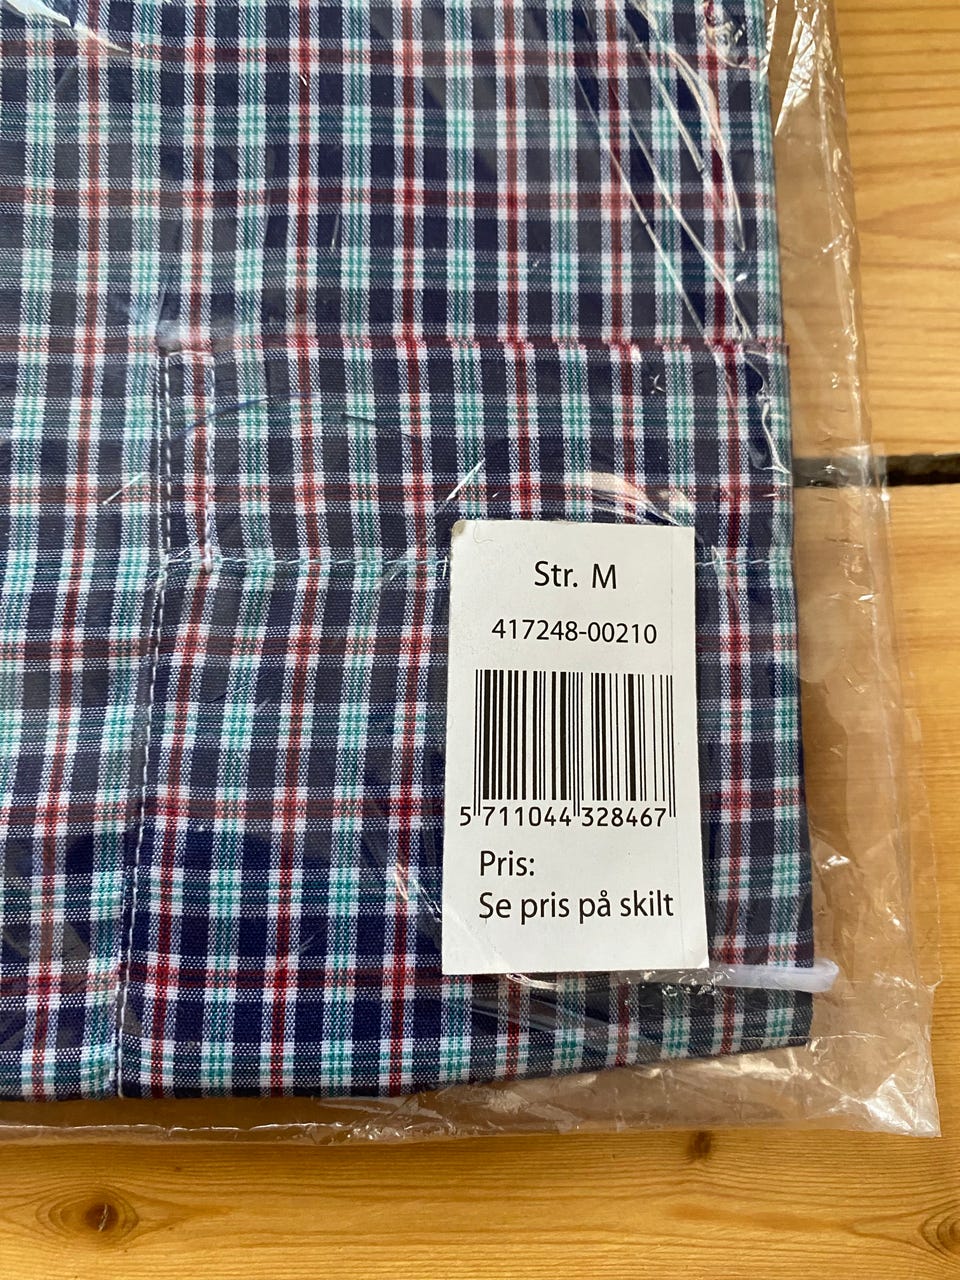 Str. M
417248-00210
5 711044 328467
Pris:
Se pris på skilt